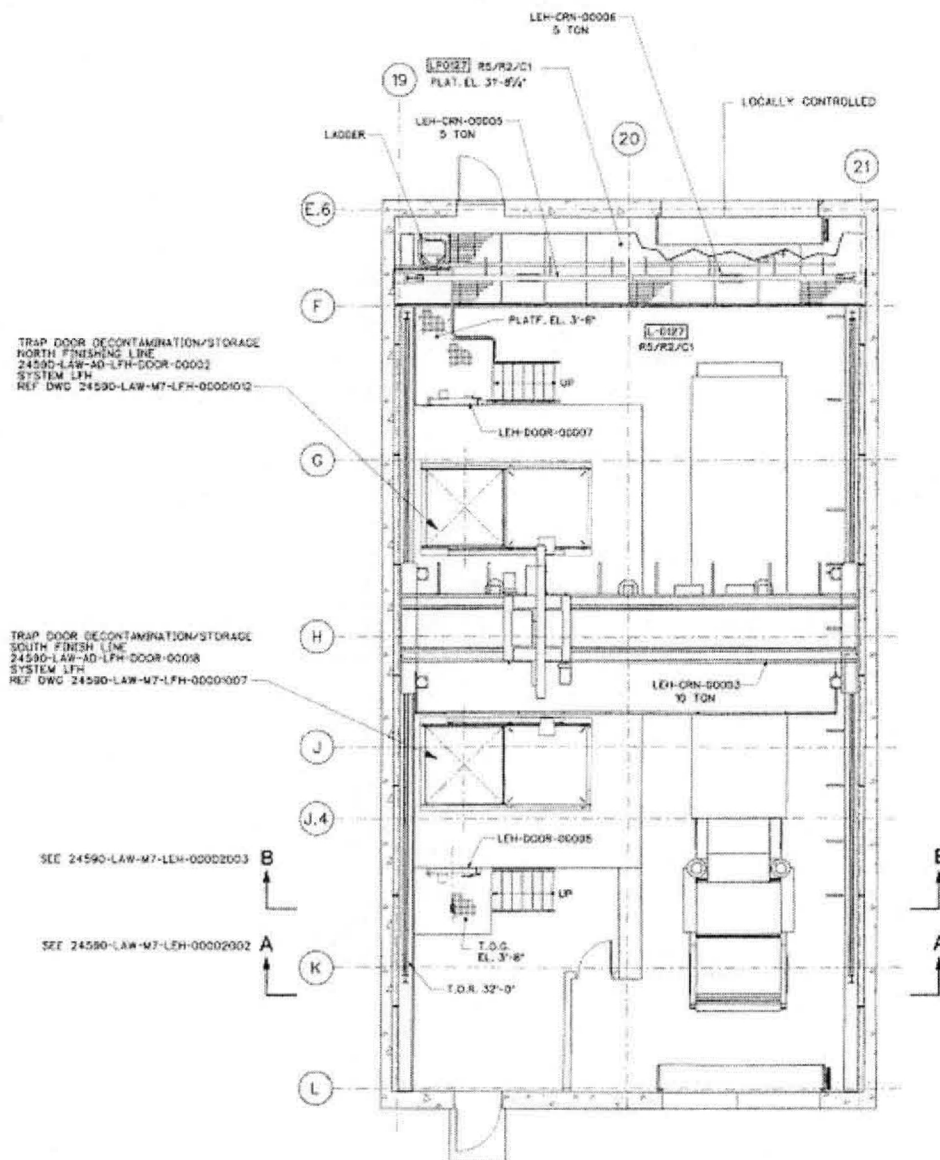 LEH-CRN-00006
5 TON
LF0127 R5/R2/C1
PLAT. EL.
19
LOCALLY CONTROLLED
LEH-CRN-00005
5 TON
LADDER
20
21
E.6
F
PLATF. EL. 3'-6"
L-0127
R5/R2/C1
TRAP DOOR DECONTAMINATION/STORAGE
NORTH FINISHING LINE
24590-LAW-AD-LFH-DOOR-00002
SYSTEM LFH
REF DWG 24590-LAW-M7-LFH-00001012
UP
LEH-DOOR-00007
G
TRAP DOOR DECONTAMINATION/STORAGE
SOUTH FINISH LINE
24590-LAW-AD-LFH-DOOR-00018
SYSTEM LFH
REF DWG 24590-LAW-M7-LFH-00001007
H
LEH-CRN-00003
10 TON
J
J.4
LEH-DOOR-00005
SEE 24590-LAW-M7-LEH-00002003 B
B
UP
SEE 24590-LAW-M7-LEH-00002002 A
A
T.O.G.
EL. 3'-8"
K
T.O.R. 32'-0"
L